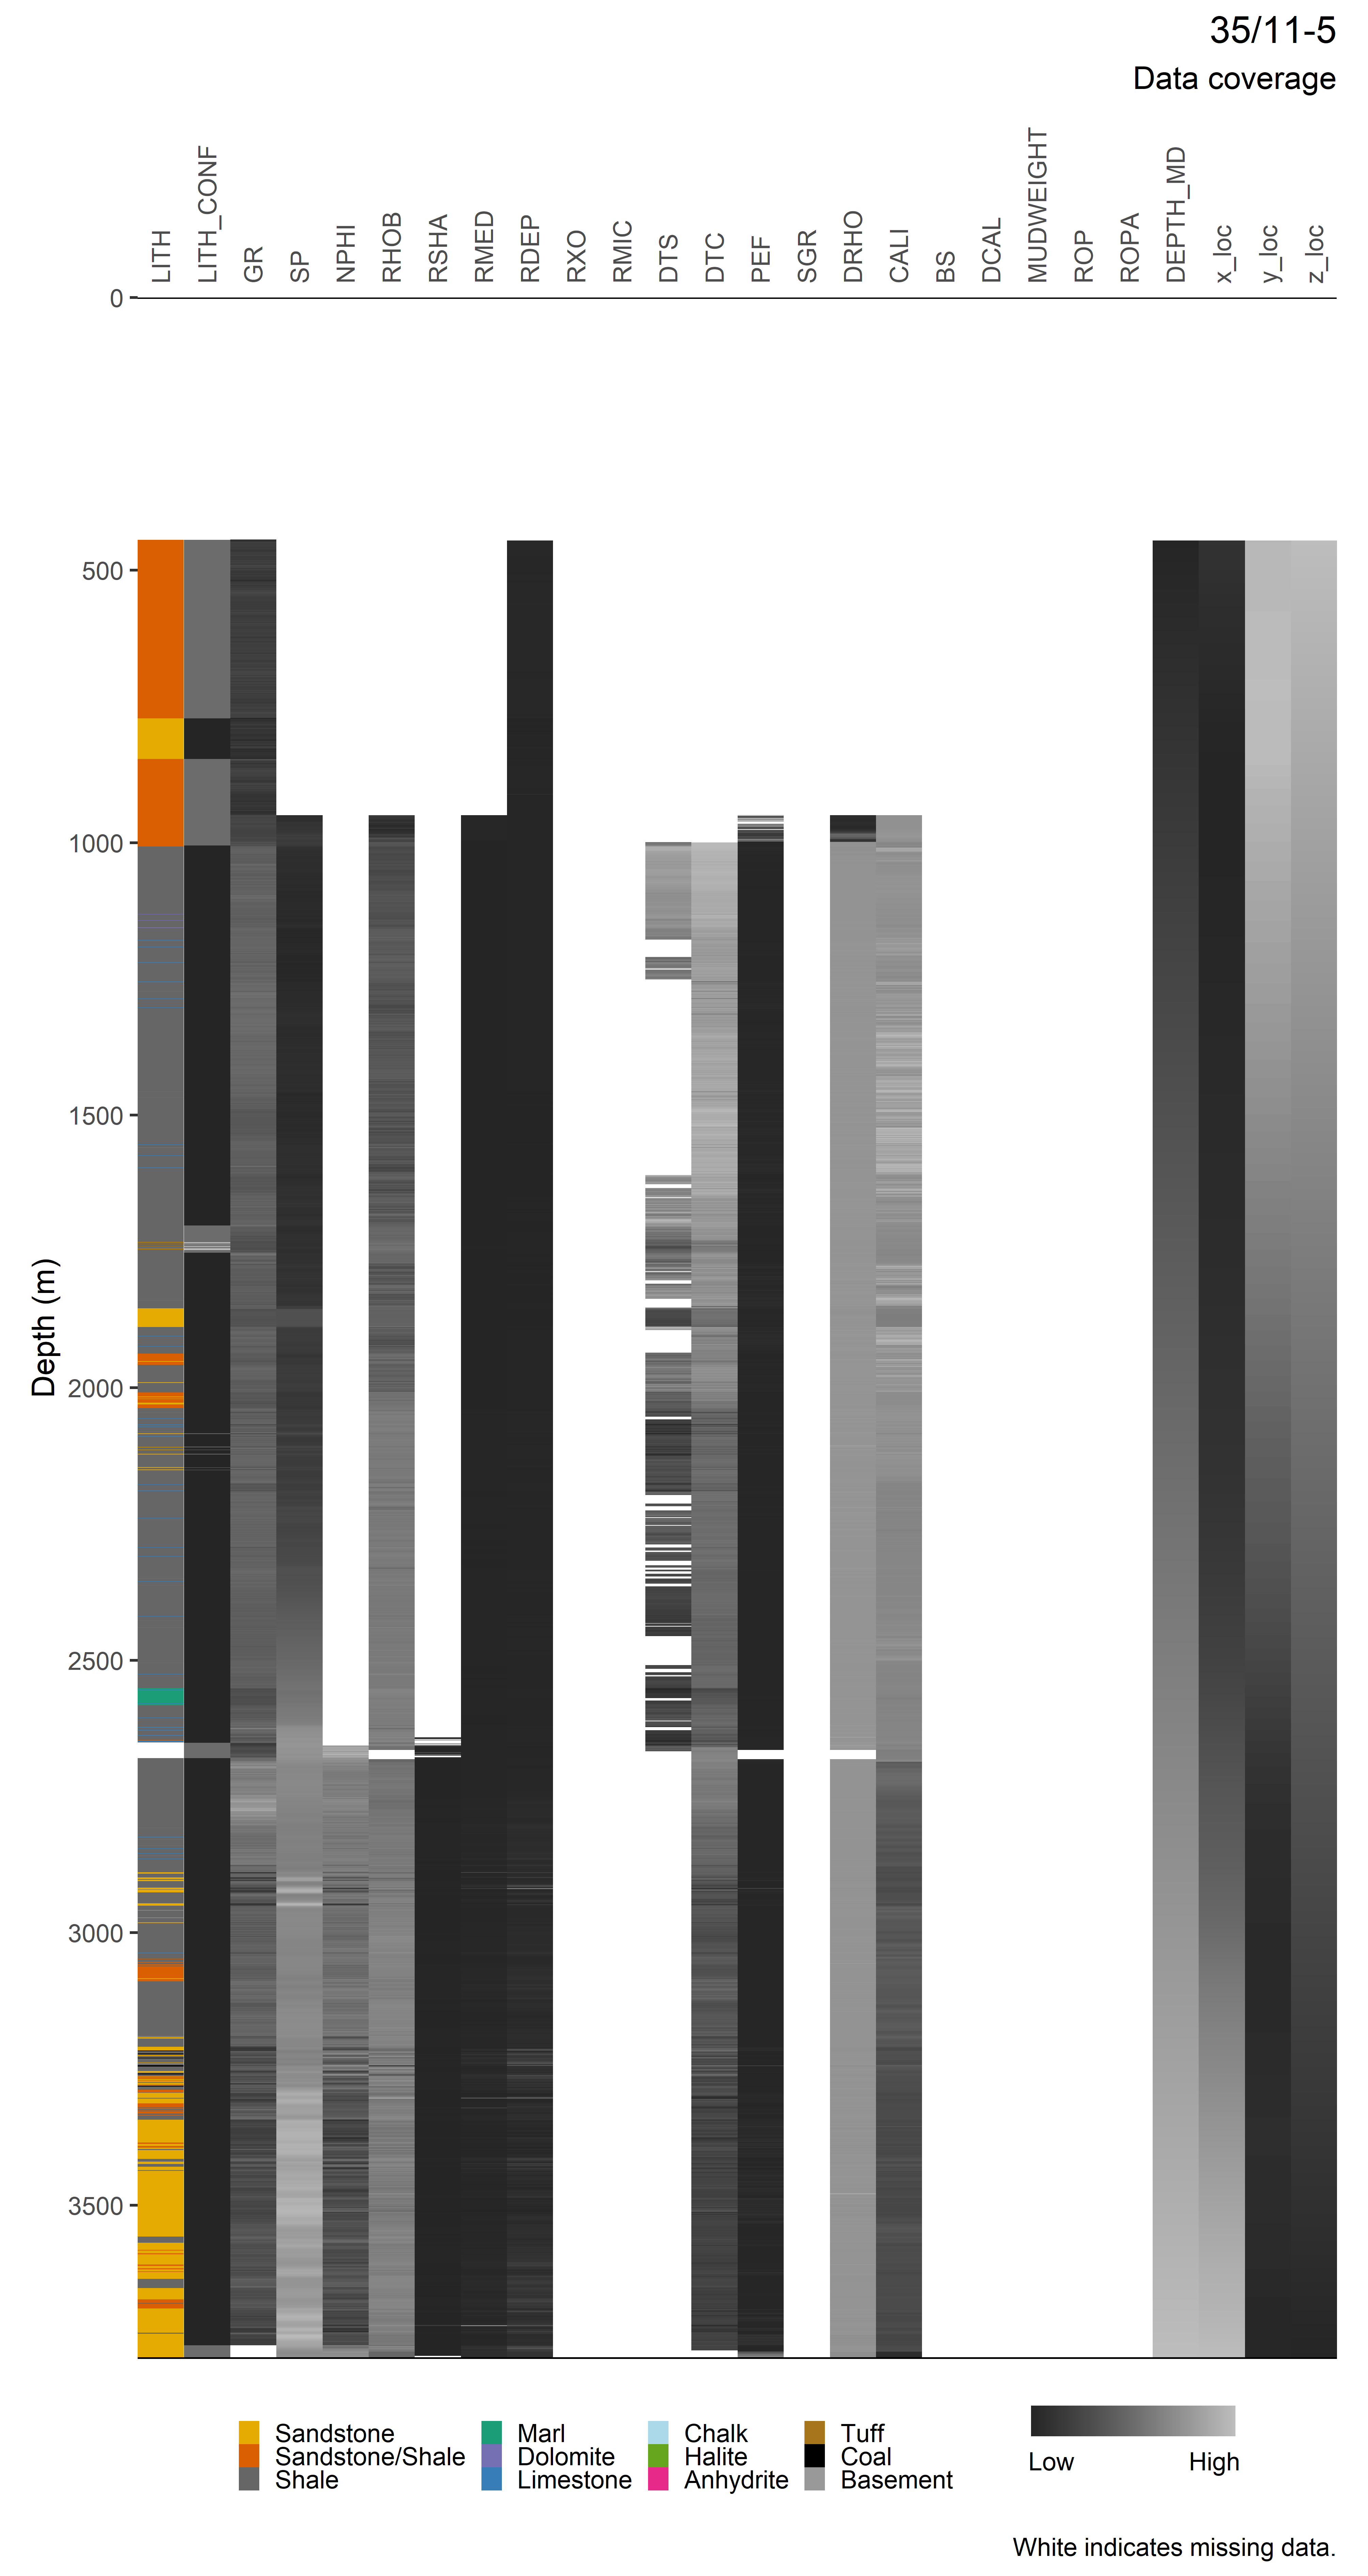 35/11-5
Data coverage
LITH
LITH_CONF
GR
SP
NPHI
RHOB
RSHA
RMED
RDEP
RXO
RMIC
DTS
DTC
PEF
SGR
DRHO
CALI
BS
DCAL
MUDWEIGHT
ROP
ROPA
DEPTH_MD
x_loc
y_loc
z_loc
0
500
1000
1500
2000
2500
3000
3500
Depth (m)
Sandstone
Sandstone/Shale
Shale
Marl
Dolomite
Limestone
Chalk
Halite
Anhydrite
Tuff
Coal
Basement
Low High
White indicates missing data.